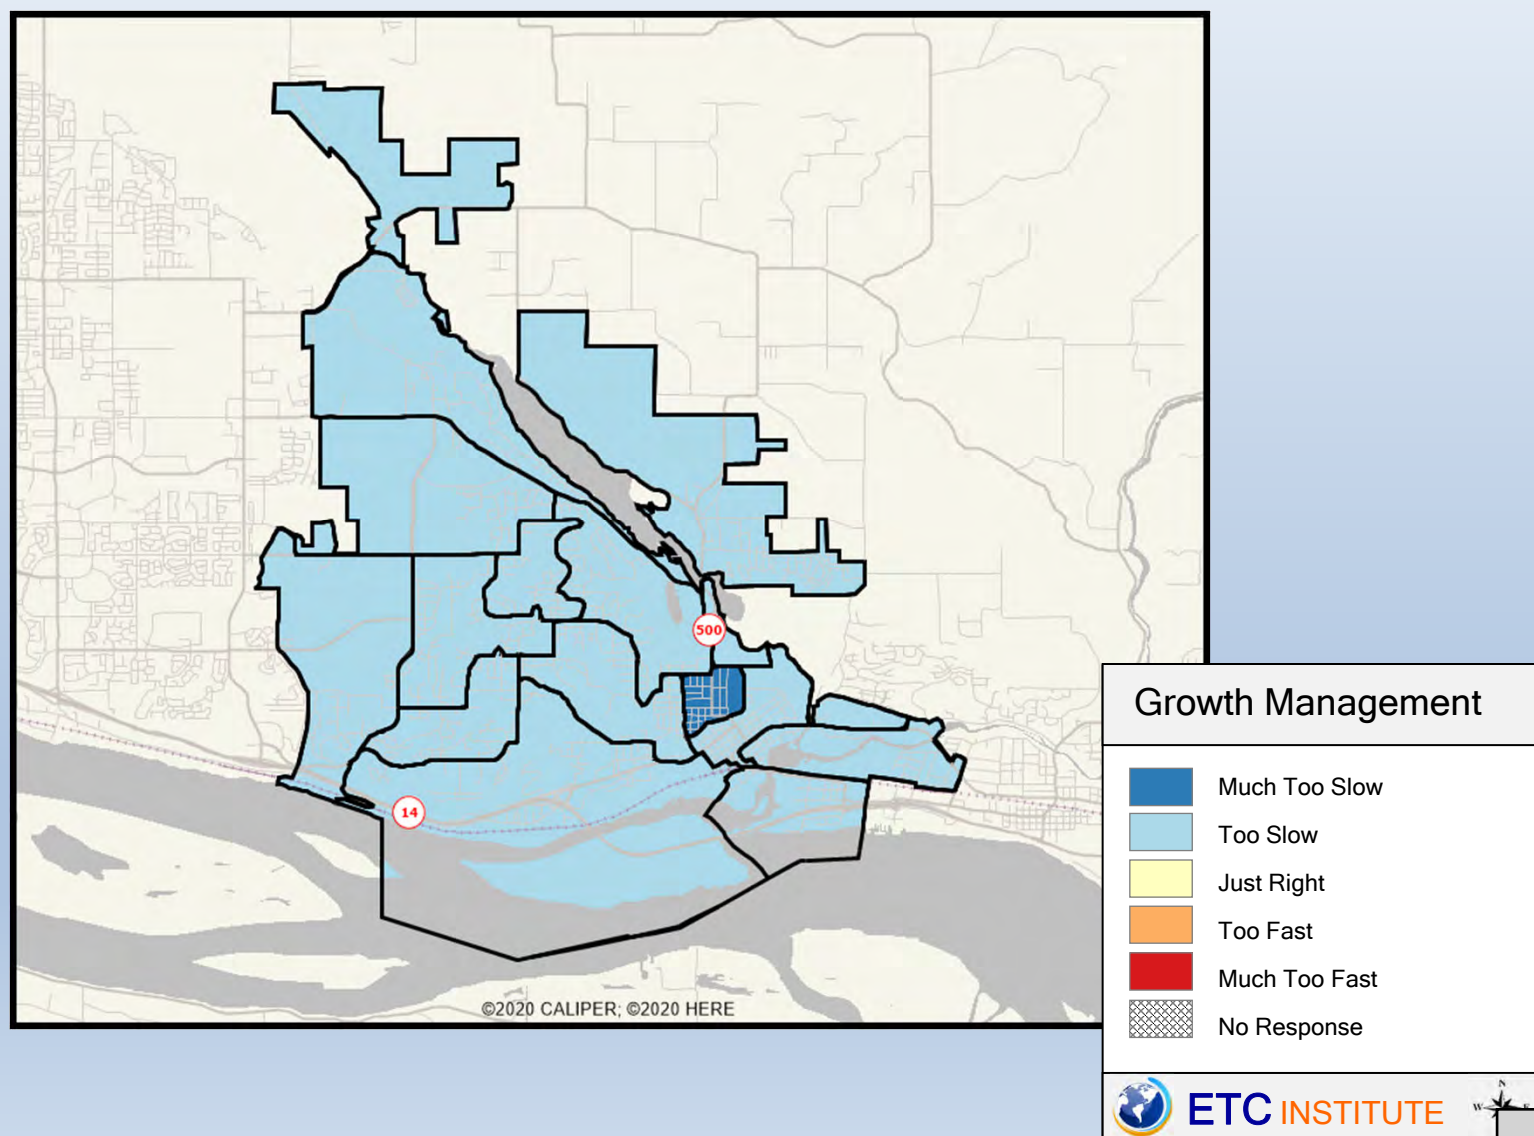 500
14
©2020 CALIPER; ©2020 HERE
Growth Management
Much Too Slow
Too Slow
Just Right
Too Fast
Much Too Fast
No Response
ETC INSTITUTE
N
W
E